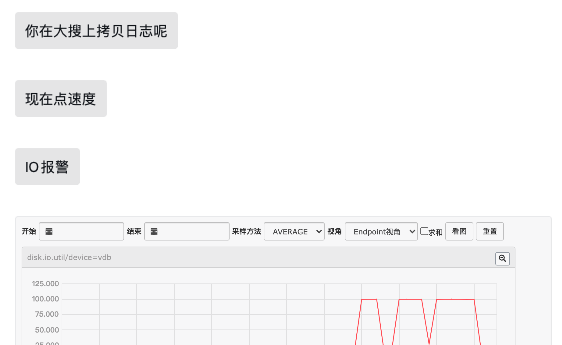 你在大搜上拷贝日志呢
现在点速度
IO报警
开始 结束 采样方法 AVERAGE 视角 Endpoint视角 求和 看图 重置
disk.io.util/device=vdb
125.000
100.000
75.000
50.000
25.000